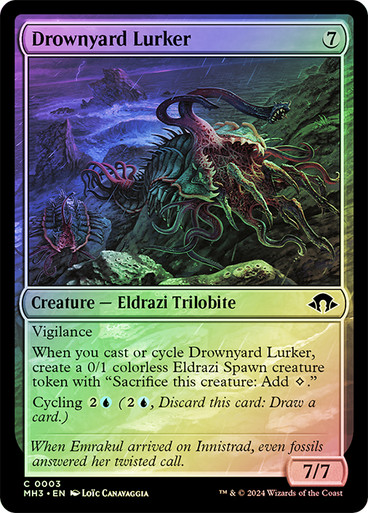 Drownyard Lurker 7
Creature — Eldrazi Trilobite
Vigilance
When you cast or cycle Drownyard Lurker,
create a 0/1 colorless Eldrazi Spawn creature
token with “Sacrifice this creature: Add ◇.”
Cycling 2💧 (2💧, Discard this card: Draw a
card.)
When Emrakul arrived on Innistrad, even fossils
answered her twisted call.
7/7
C 0003
MH3 • EN Loïc Canavaggia
™ & © 2024 Wizards of the Coast